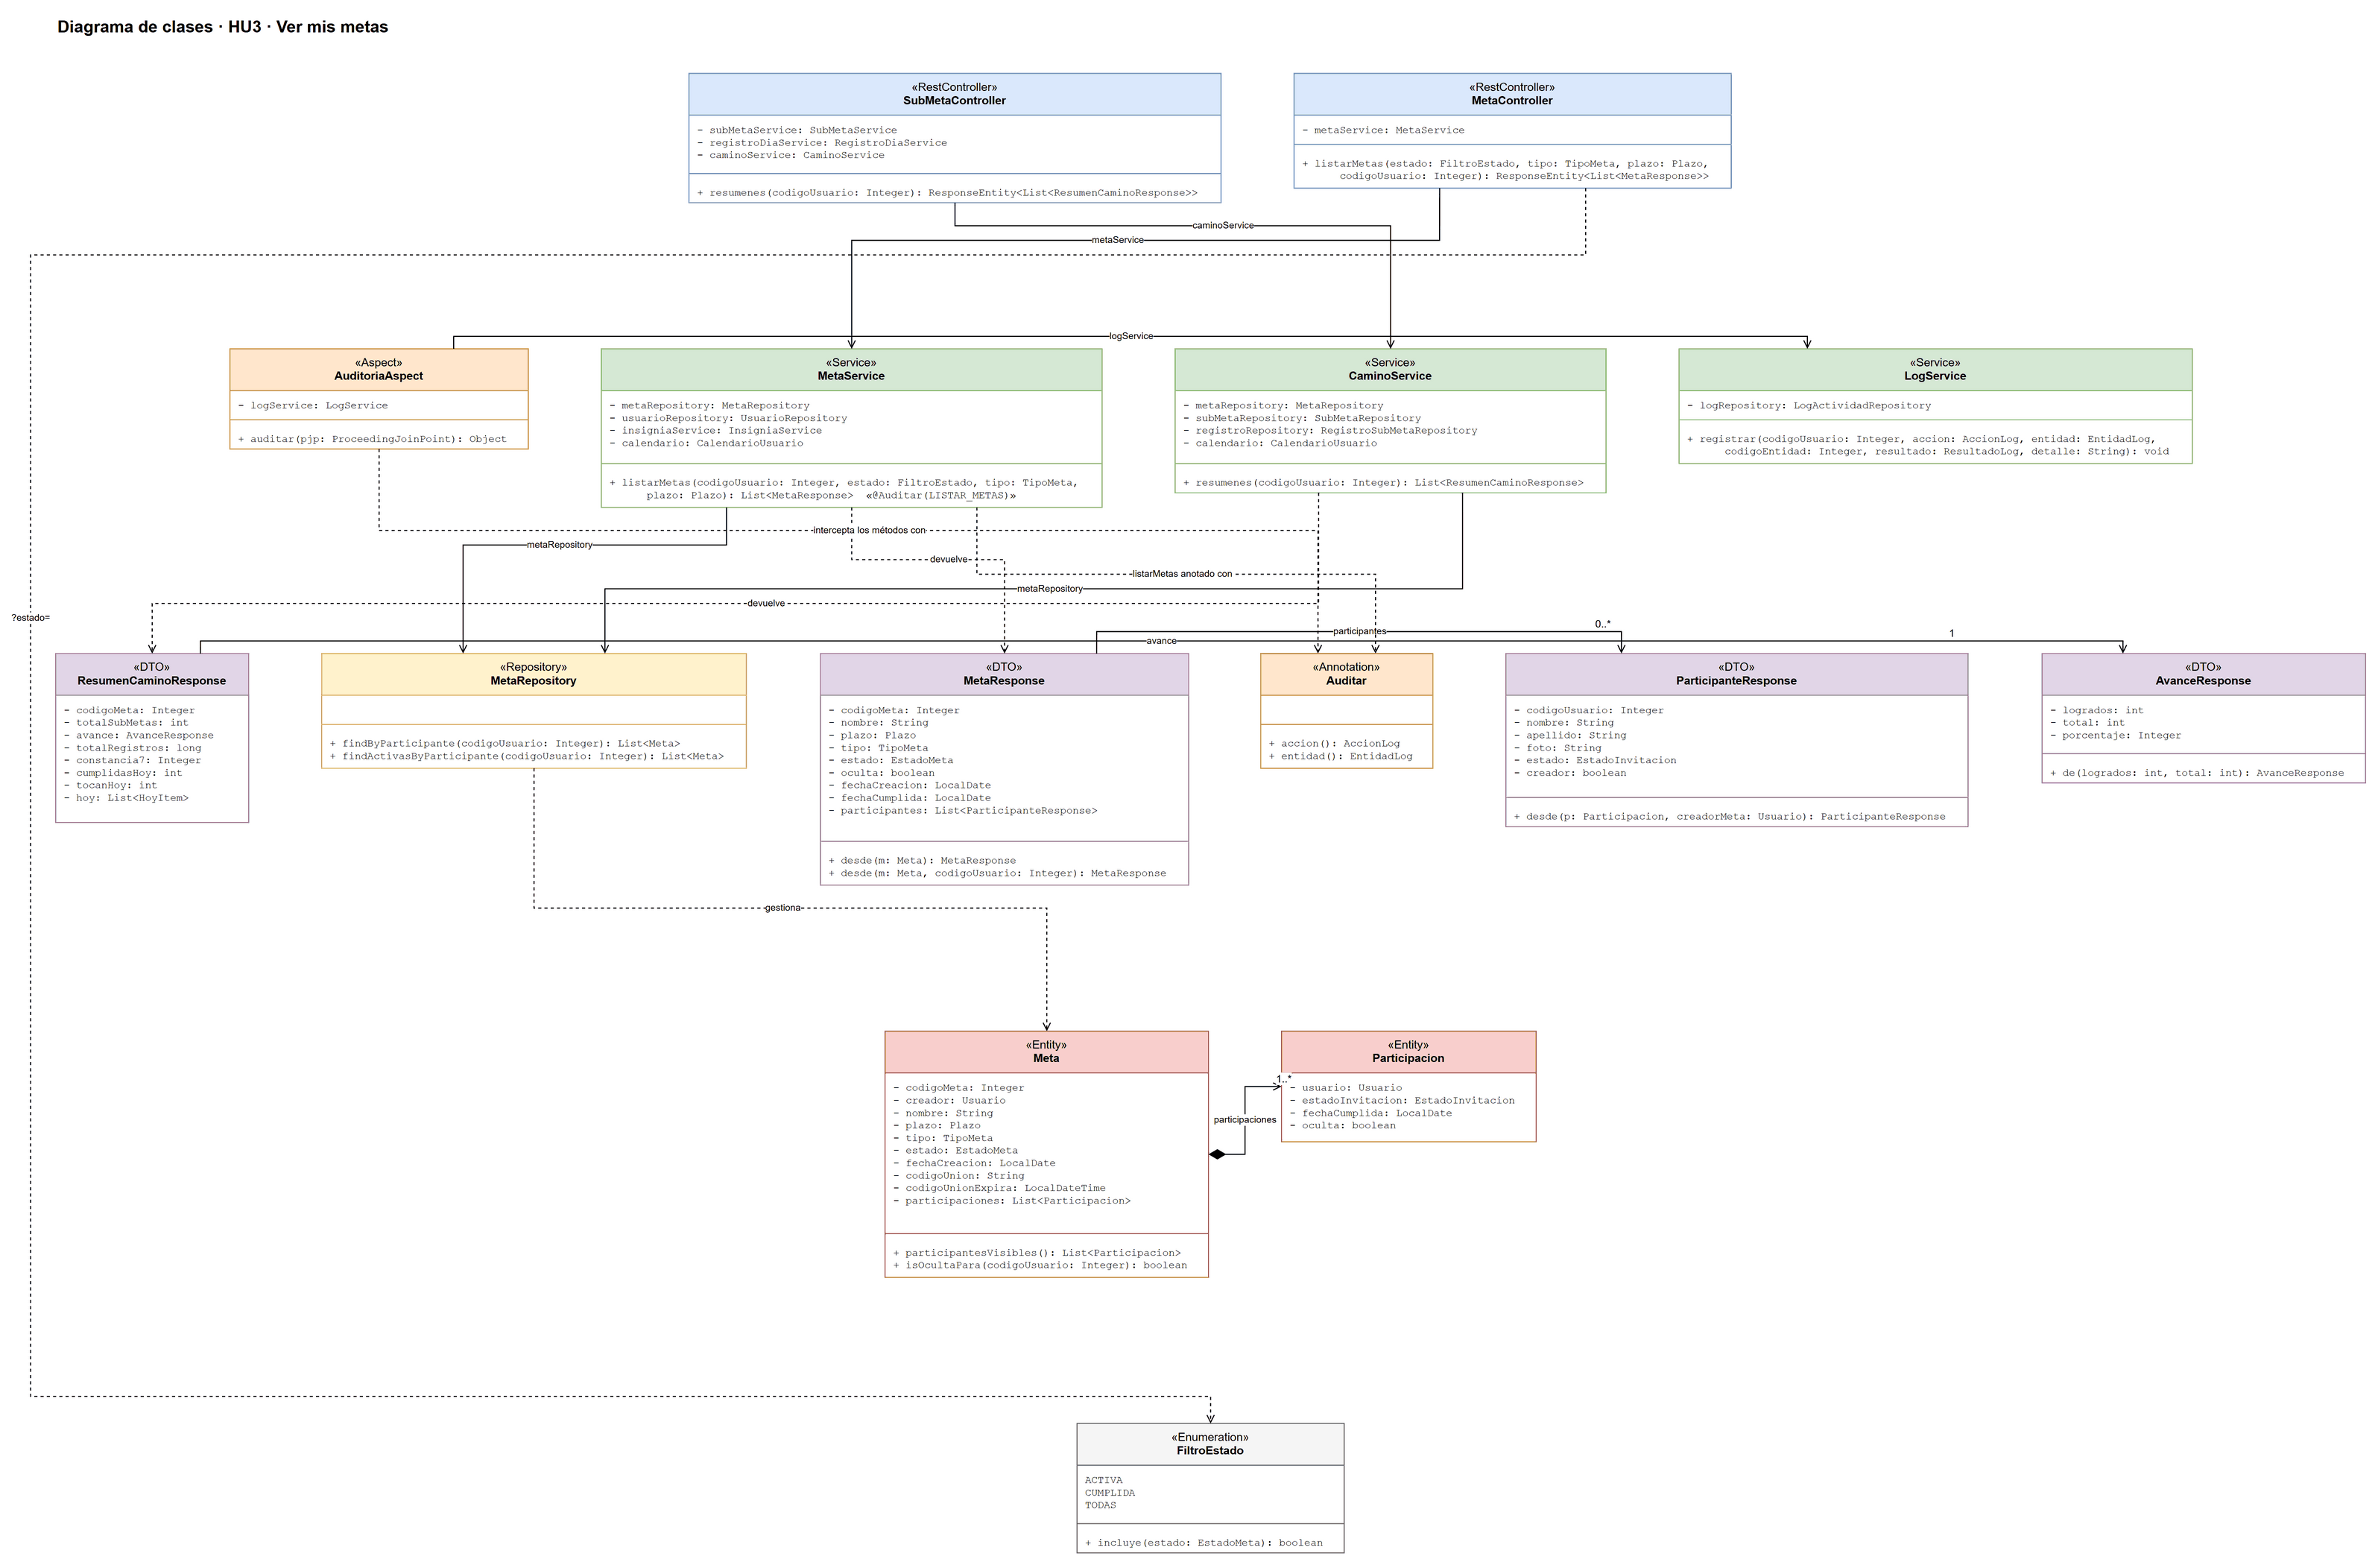 Diagrama de clases · HU3 · Ver mis metas
«RestController»
SubMetaController
- subMetaService: SubMetaService
- registroDiaService: RegistroDiaService
- caminoService: CaminoService
+ resumenes(codigoUsuario: Integer): ResponseEntity<List<ResumenCaminoResponse>>
«RestController»
MetaController
- metaService: MetaService
+ listarMetas(estado: FiltroEstado, tipo: TipoMeta, plazo: Plazo,
codigoUsuario: Integer): ResponseEntity<List<MetaResponse>>
caminoService
metaService
logService
«Aspect»
AuditoriaAspect
- logService: LogService
+ auditar(pjp: ProceedingJoinPoint): Object
«Service»
MetaService
- metaRepository: MetaRepository
- usuarioRepository: UsuarioRepository
- insigniaService: InsigniaService
- calendario: CalendarioUsuario
+ listarMetas(codigoUsuario: Integer, estado: FiltroEstado, tipo: TipoMeta,
plazo: Plazo): List<MetaResponse>  «@Auditar(LISTAR_METAS)»
«Service»
CaminoService
- metaRepository: MetaRepository
- subMetaRepository: SubMetaRepository
- registroRepository: RegistroSubMetaRepository
- calendario: CalendarioUsuario
+ resumenes(codigoUsuario: Integer): List<ResumenCaminoResponse>
«Service»
LogService
- logRepository: LogActividadRepository
+ registrar(codigoUsuario: Integer, accion: AccionLog, entidad: EntidadLog,
codigoEntidad: Integer, resultado: ResultadoLog, detalle: String): void
intercepta los métodos con
metaRepository
devuelve
listarMetas anotado con
metaRepository
devuelve
?estado=
participantes
0..*
avance
1
«DTO»
ResumenCaminoResponse
- codigoMeta: Integer
- totalSubMetas: int
- avance: AvanceResponse
- totalRegistros: long
- constancia7: Integer
- cumplidasHoy: int
- tocanHoy: int
- hoy: List<HoyItem>
«Repository»
MetaRepository
+ findByParticipante(codigoUsuario: Integer): List<Meta>
+ findActivasByParticipante(codigoUsuario: Integer): List<Meta>
«DTO»
MetaResponse
- codigoMeta: Integer
- nombre: String
- plazo: Plazo
- tipo: TipoMeta
- estado: EstadoMeta
- oculta: boolean
- fechaCreacion: LocalDate
- fechaCumplida: LocalDate
- participantes: List<ParticipanteResponse>
+ desde(m: Meta): MetaResponse
+ desde(m: Meta, codigoUsuario: Integer): MetaResponse
«Annotation»
Auditar
+ accion(): AccionLog
+ entidad(): EntidadLog
«DTO»
ParticipanteResponse
- codigoUsuario: Integer
- nombre: String
- apellido: String
- foto: String
- estado: EstadoInvitacion
- creador: boolean
+ desde(p: Participacion, creadorMeta: Usuario): ParticipanteResponse
«DTO»
AvanceResponse
- logrados: int
- total: int
- porcentaje: Integer
+ de(logrados: int, total: int): AvanceResponse
gestiona
«Entity»
Meta
- codigoMeta: Integer
- creador: Usuario
- nombre: String
- plazo: Plazo
- tipo: TipoMeta
- estado: EstadoMeta
- fechaCreacion: LocalDate
- codigoUnion: String
- codigoUnionExpira: LocalDateTime
- participaciones: List<Participacion>
+ participantesVisibles(): List<Participacion>
+ isOcultaPara(codigoUsuario: Integer): boolean
participaciones
1..*
«Entity»
Participacion
- usuario: Usuario
- estadoInvitacion: EstadoInvitacion
- fechaCumplida: LocalDate
- oculta: boolean
«Enumeration»
FiltroEstado
ACTIVA
CUMPLIDA
TODAS
+ incluye(estado: EstadoMeta): boolean